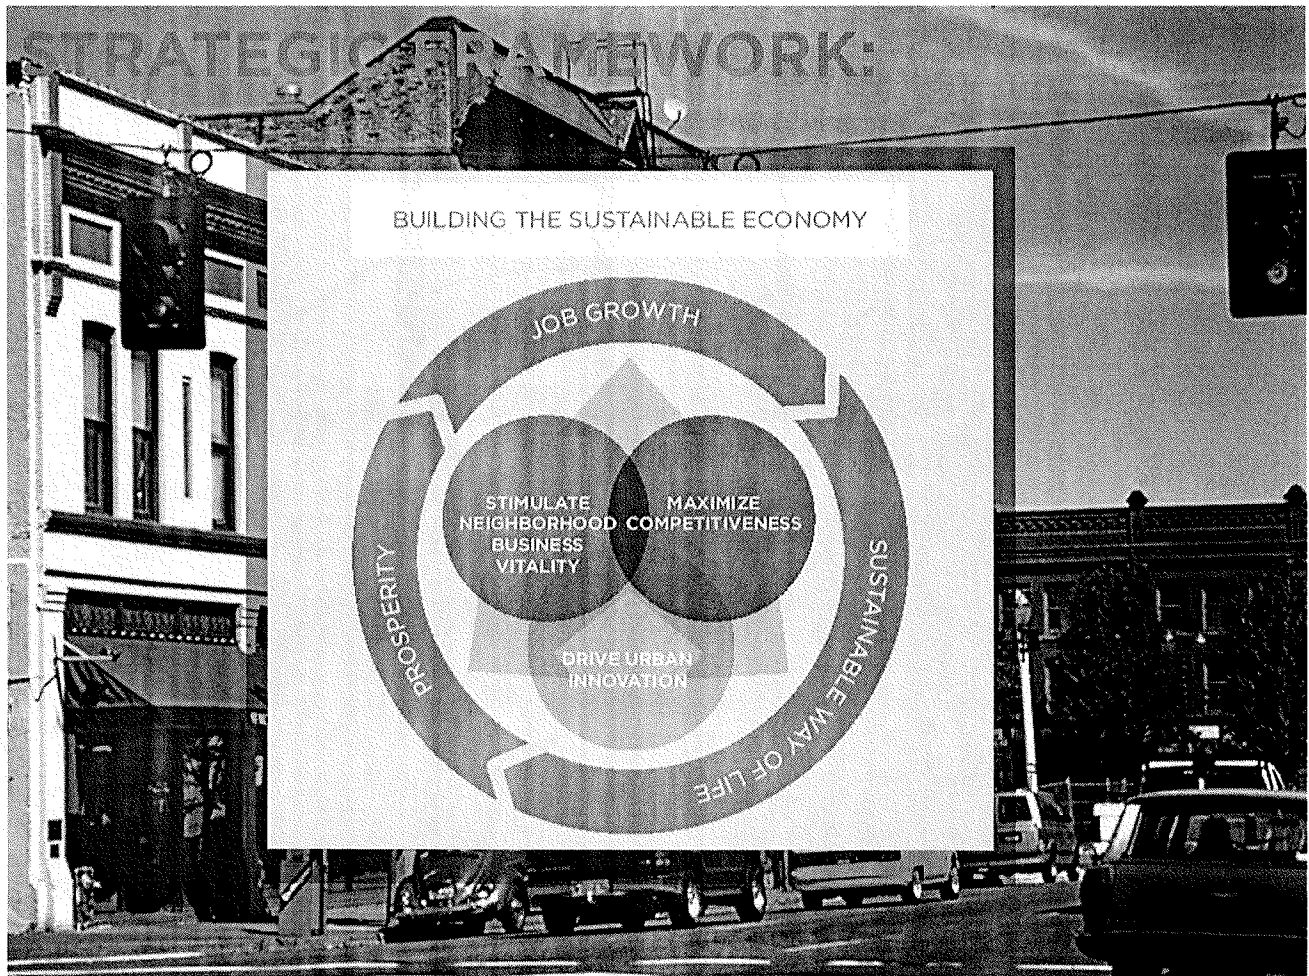 STRATEGIC FRAMEWORK:
BUILDING THE SUSTAINABLE ECONOMY
JOB GROWTH
STIMULATE
NEIGHBORHOOD
BUSINESS
VITALITY
MAXIMIZE
COMPETITIVENESS
DRIVE URBAN
INNOVATION
PROSPERITY
SUSTAINABLE WAY OF LIFE